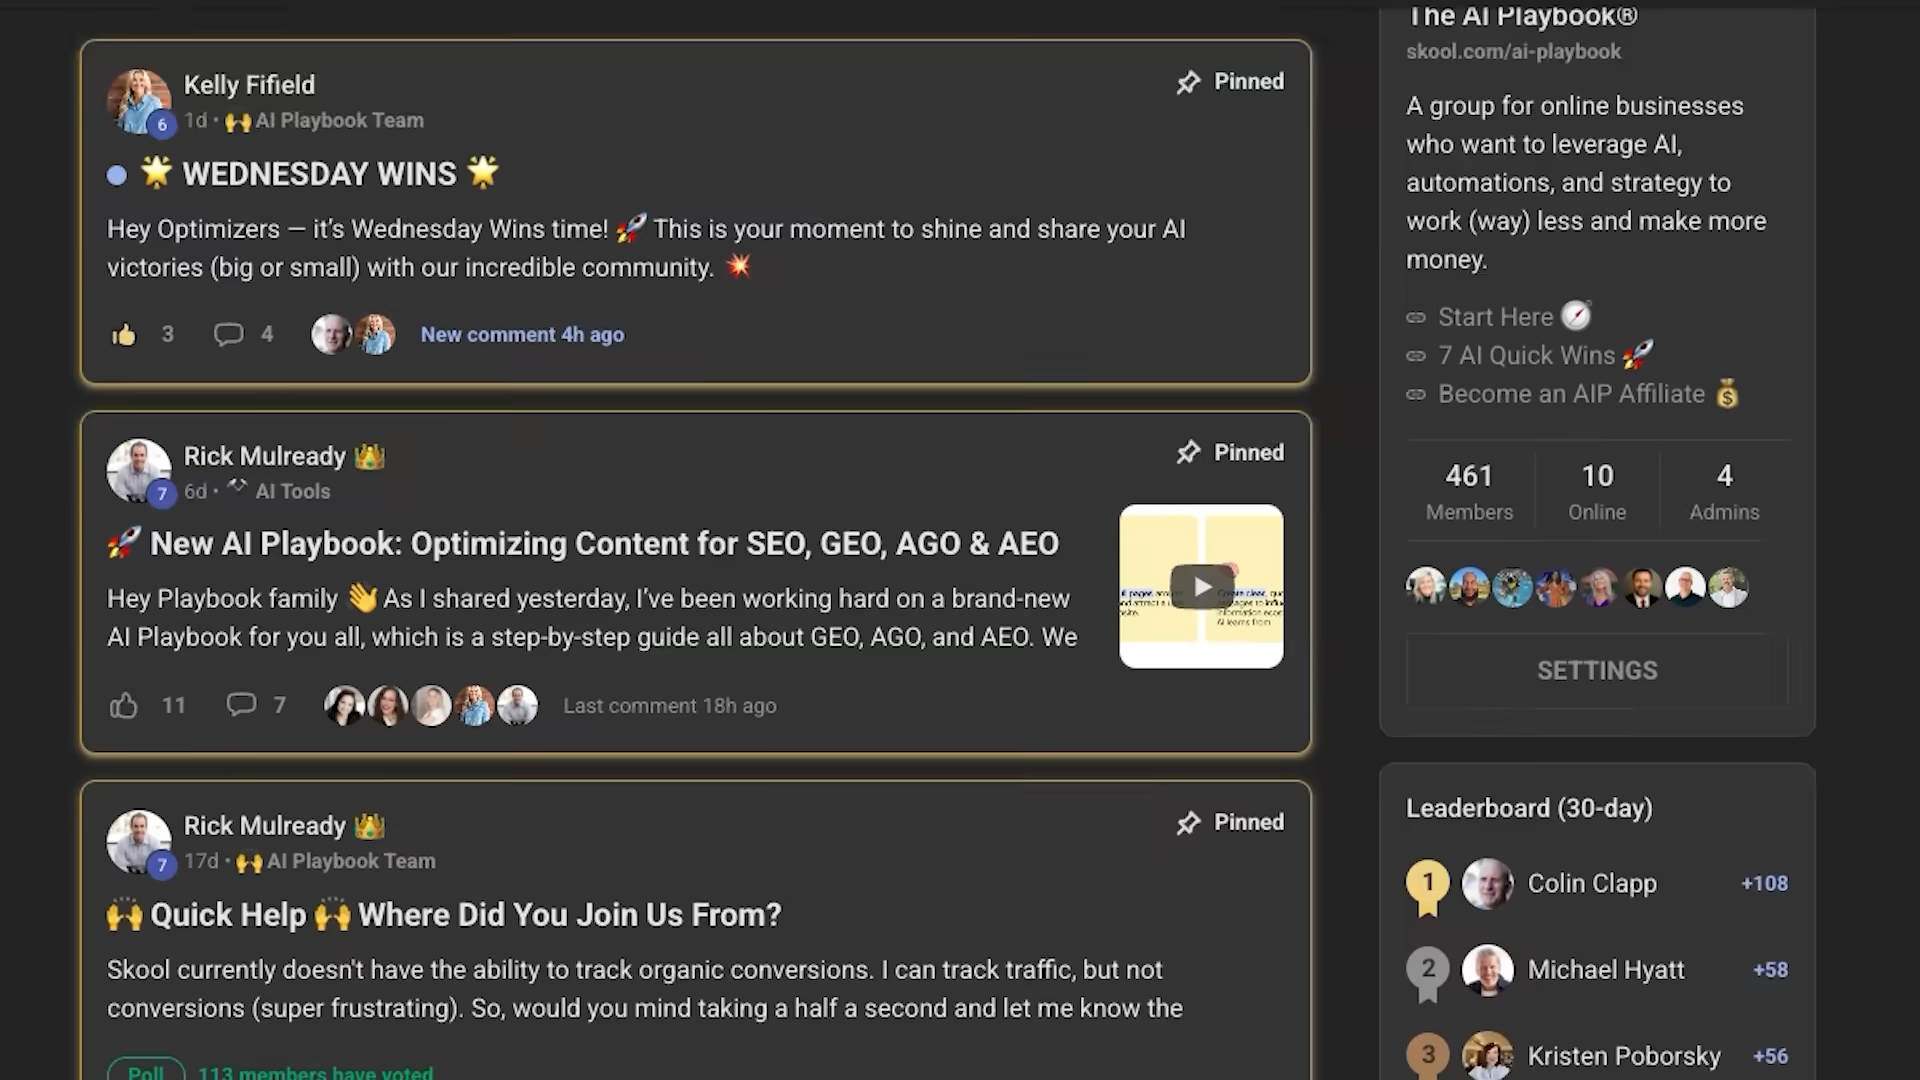 Kelly Fifield
Pinned
6
1d • 🙌 AI Playbook Team
🌟 WEDNESDAY WINS 🌟
Hey Optimizers — it's Wednesday Wins time! 🚀 This is your moment to shine and share your AI
victories (big or small) with our incredible community. 💥
3 4 New comment 4h ago
Rick Mulready 👑
Pinned
7
6d • AI Tools
🚀 New AI Playbook: Optimizing Content for SEO, GEO, AGO & AEO
Hey Playbook family 👋 As I shared yesterday, I've been working hard on a brand-new
AI Playbook for you all, which is a step-by-step guide all about GEO, AGO, and AEO. We
11 7 Last comment 18h ago
Rick Mulready 👑
Pinned
7
17d • 🙌 AI Playbook Team
🙌 Quick Help 🙌 Where Did You Join Us From?
Skool currently doesn't have the ability to track organic conversions. I can track traffic, but not
conversions (super frustrating). So, would you mind taking a half a second and let me know the
Poll 113 members have voted
The AI Playbook®
skool.com/ai-playbook
A group for online businesses
who want to leverage AI,
automations, and strategy to
work (way) less and make more
money.
Start Here 🧭
7 AI Quick Wins 🚀
Become an AIP Affiliate 💰
461 10 4
Members Online Admins
SETTINGS
Leaderboard (30-day)
1 Colin Clapp +108
2 Michael Hyatt +58
3 Kristen Poborsky +56